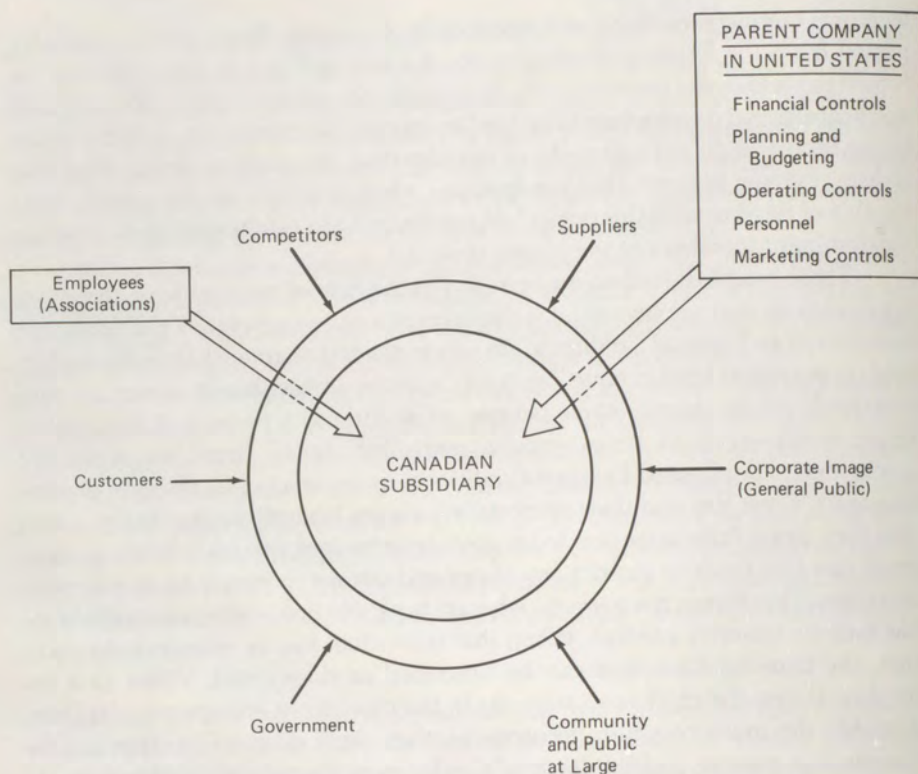 PARENT COMPANY
IN UNITED STATES
Financial Controls
Planning and
Budgeting
Operating Controls
Personnel
Marketing Controls
Competitors
Suppliers
Employees
(Associations)
CANADIAN
SUBSIDIARY
Customers
Corporate Image
(General Public)
Government
Community
and Public
at Large